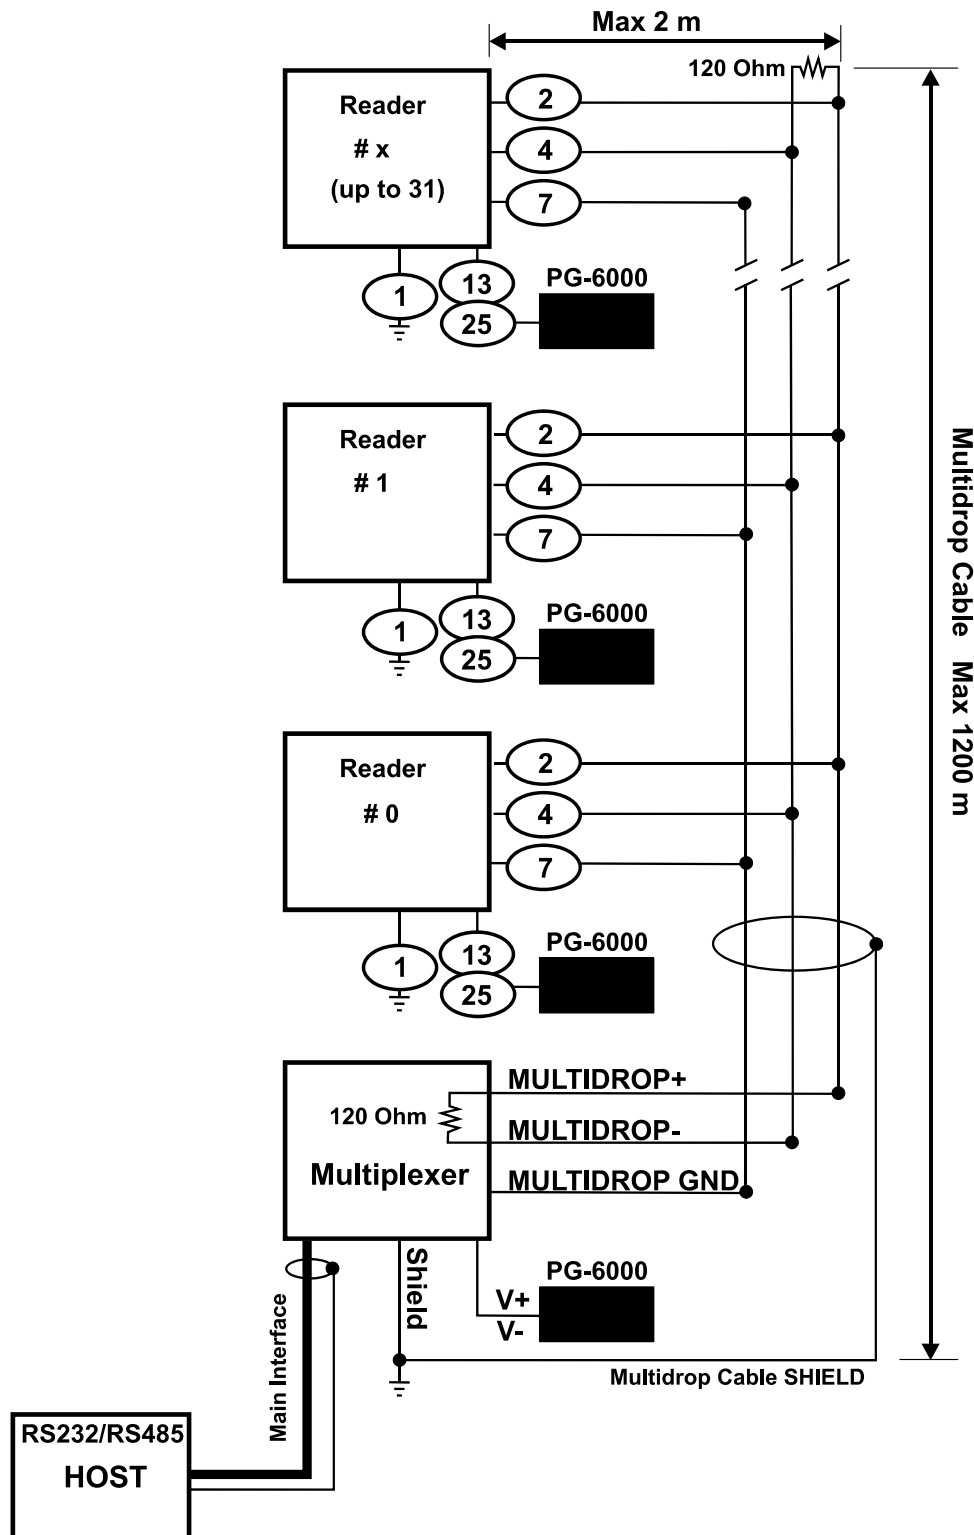 Max 2 m
120 Ohm
Reader
# x
(up to 31)
2
4
7
1
13
25
PG-6000
Reader
# 1
2
4
7
1
13
25
PG-6000
Reader
# 0
2
4
7
1
13
25
PG-6000
Multidrop Cable Max 1200 m
120 Ohm
Multiplexer
MULTIDROP+
MULTIDROP-
MULTIDROP GND
Shield
PG-6000
V+
V-
Main Interface
Multidrop Cable SHIELD
RS232/RS485
HOST